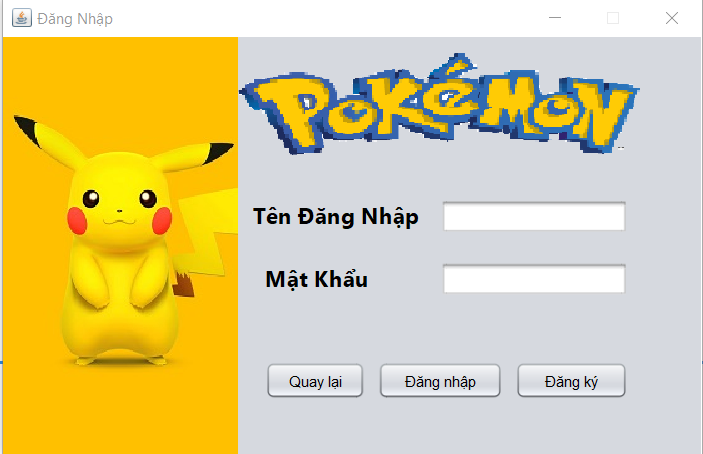 Đăng Nhập
POKéMON
Tên Đăng Nhập
Mật Khẩu
Quay lại
Đăng nhập
Đăng ký